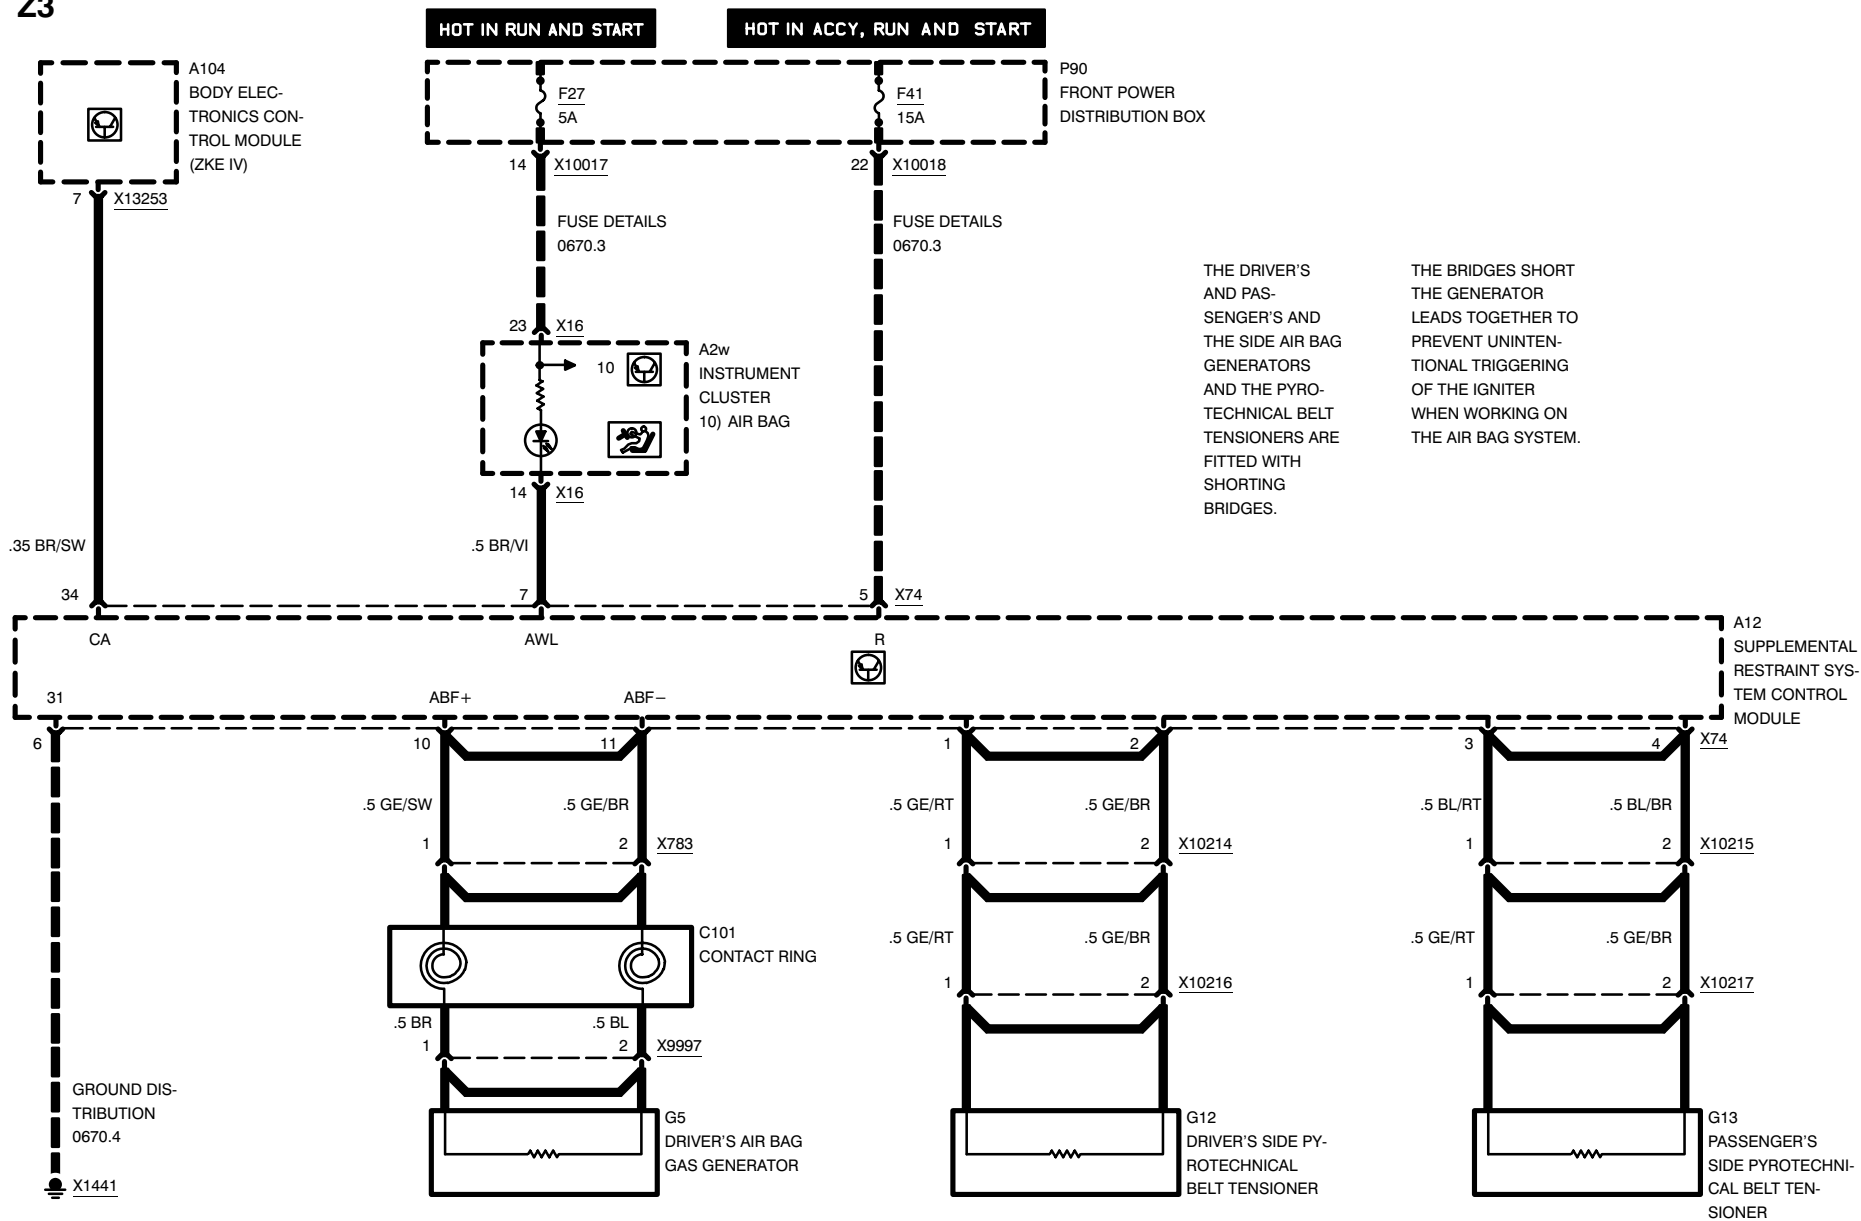 Z3
HOT IN RUN AND START
HOT IN ACCY, RUN AND START
A104
BODY ELEC-
TRONICS CON-
TROL MODULE
(ZKE IV)
F27
5A
F41
15A
P90
FRONT POWER
DISTRIBUTION BOX
7 X13253
14 X10017
22 X10018
FUSE DETAILS
0670.3
FUSE DETAILS
0670.3
THE DRIVER'S
AND PAS-
SENGER'S AND
THE SIDE AIR BAG
GENERATORS
AND THE PYRO-
TECHNICAL BELT
TENSIONERS ARE
FITTED WITH
SHORTING
BRIDGES.
THE BRIDGES SHORT
THE GENERATOR
LEADS TOGETHER TO
PREVENT UNINTEN-
TIONAL TRIGGERING
OF THE IGNITER
WHEN WORKING ON
THE AIR BAG SYSTEM.
23 X16
10
A2w
INSTRUMENT
CLUSTER
10) AIR BAG
14 X16
.35 BR/SW
.5 BR/VI
34 7 5 X74
CA AWL R
A12
SUPPLEMENTAL
RESTRAINT SYS-
TEM CONTROL
MODULE
31 ABF+ ABF−
6 10 11 1 2 3 4 X74
.5 GE/SW .5 GE/BR .5 GE/RT .5 GE/BR .5 BL/RT .5 BL/BR
1 2 X783 1 2 X10214 1 2 X10215
C101
CONTACT RING
.5 GE/RT .5 GE/BR .5 GE/RT .5 GE/BR
1 2 X10216 1 2 X10217
.5 BR .5 BL
1 2 X9997
GROUND DIS-
TRIBUTION
0670.4
X1441
G5
DRIVER'S AIR BAG
GAS GENERATOR
G12
DRIVER'S SIDE PY-
ROTECHNICAL
BELT TENSIONER
G13
PASSENGER'S
SIDE PYROTECHNI-
CAL BELT TEN-
SIONER